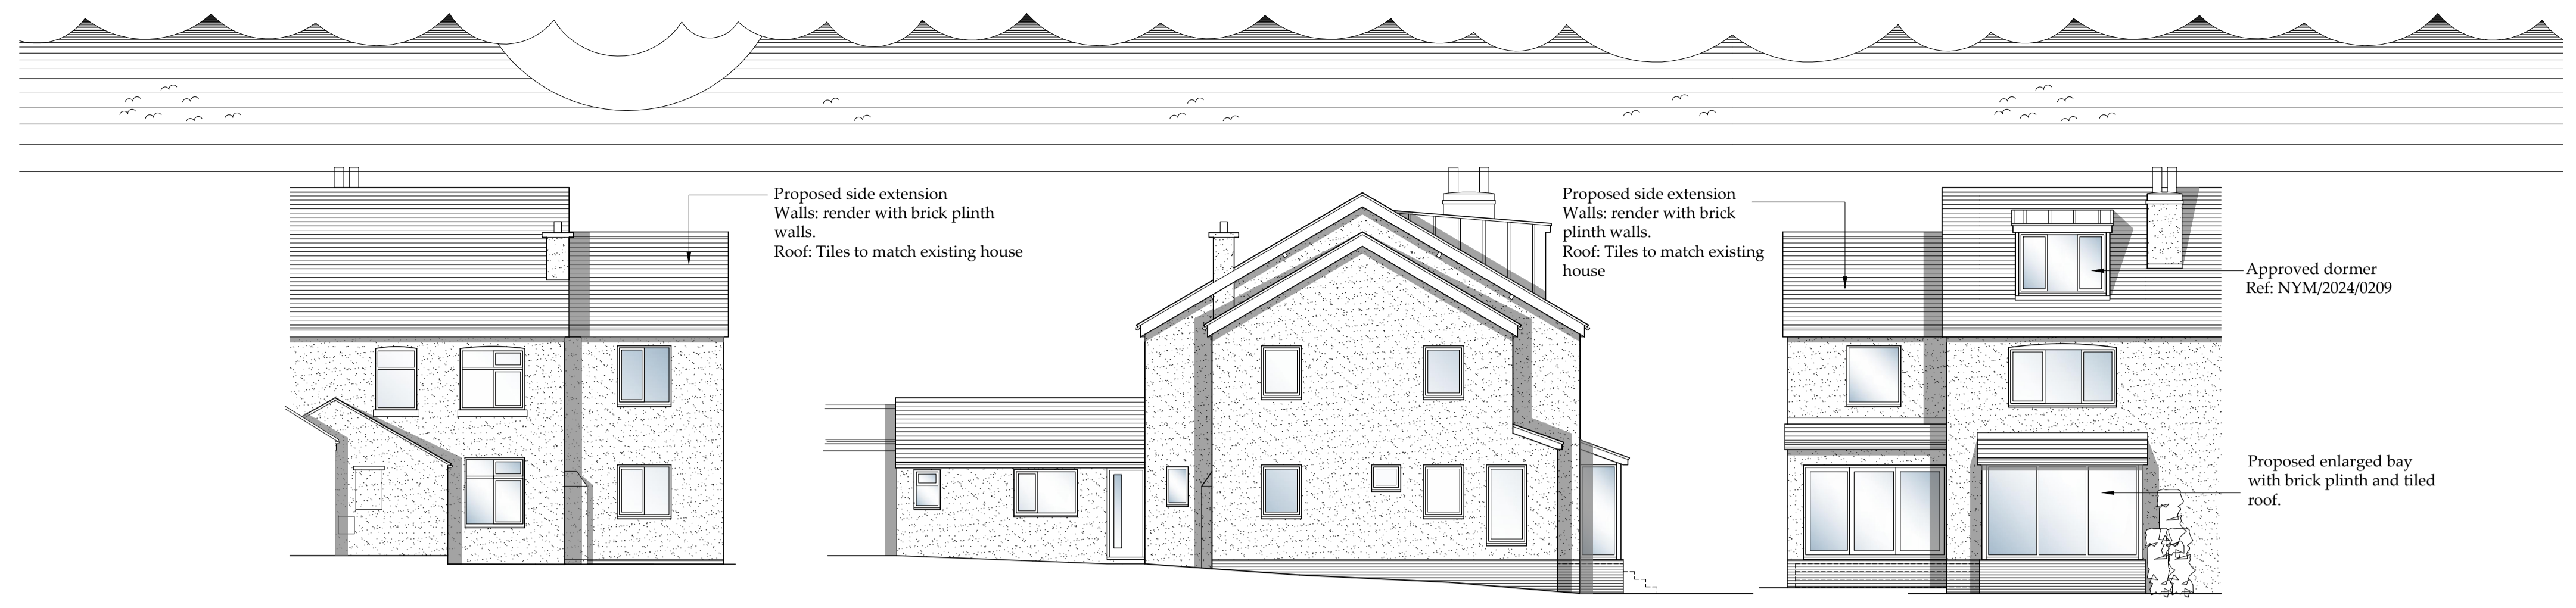 Proposed side extension
Walls: render with brick plinth
walls.
Roof: Tiles to match existing house
Proposed side extension
Walls: render with brick
plinth walls.
Roof: Tiles to match existing
house
Approved dormer
Ref: NYM/2024/0209
Proposed enlarged bay
with brick plinth and tiled
roof.